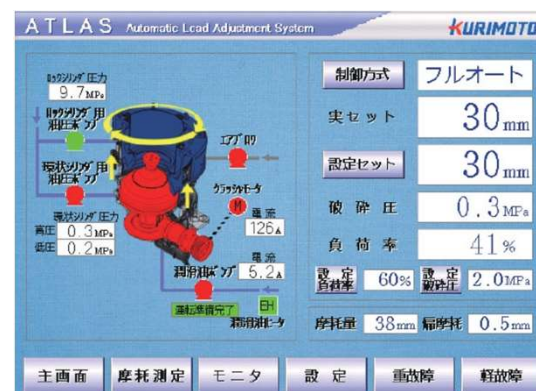 ATLAS Automatic Load Adjustment System
KURIMOTO
ロックシリンダ圧力
9.7MPa
ロックシリンダ用
油圧ポンプ
環状シリンダ用
油圧ポンプ
環状シリンダ圧力
高圧 0.3MPa
低圧 0.2MPa
エアブロワ
クラッシャモータ
M
電流
126A
電流
潤滑油ポンプ 5.2A
運転準備完了
EH
潤滑油ヒータ
制御方式 フルオート
実セット 30mm
設定セット 30mm
破砕圧 0.3MPa
負荷率 41%
設定負荷率 60% 設定破砕圧 2.0MPa
摩耗量 38mm 偏摩耗 0.5mm
主画面 摩耗測定 モニタ 設定 重故障 軽故障